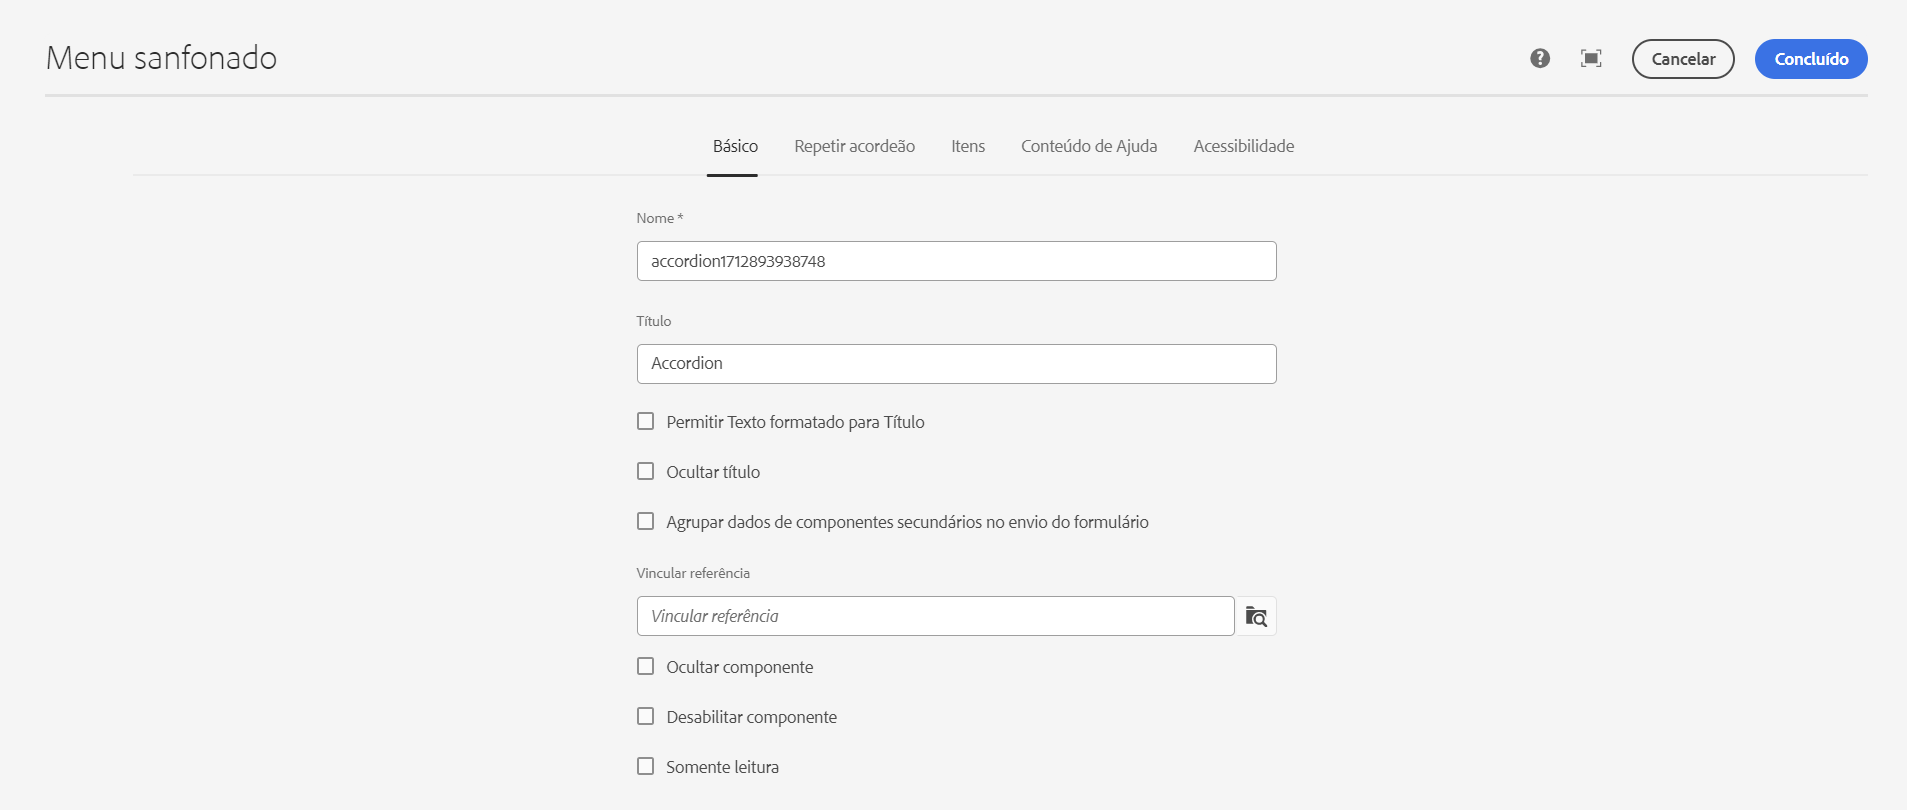 Menu sanfonado
Cancelar
Concluído
Básico
Repetir acordeão
Itens
Conteúdo de Ajuda
Acessibilidade
Nome *
accordion1712893938748
Título
Accordion
Permitir Texto formatado para Título
Ocultar título
Agrupar dados de componentes secundários no envio do formulário
Vincular referência
Vincular referência
Ocultar componente
Desabilitar componente
Somente leitura